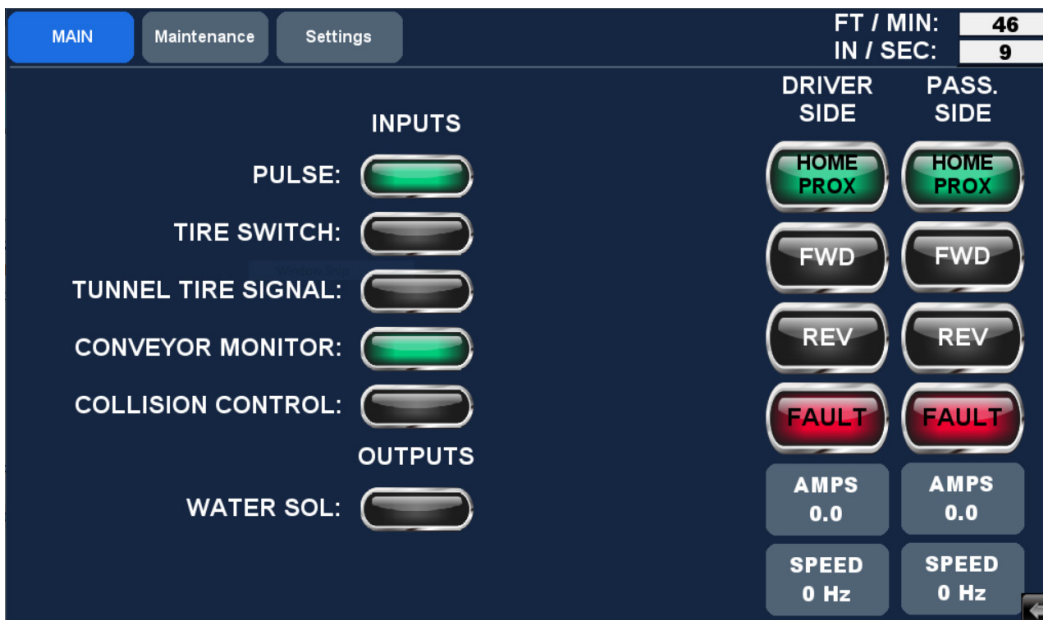 MAIN
Maintenance
Settings
FT / MIN: 46
IN / SEC: 9
DRIVER SIDE
PASS. SIDE
INPUTS
PULSE:
TIRE SWITCH:
TUNNEL TIRE SIGNAL:
CONVEYOR MONITOR:
COLLISION CONTROL:
OUTPUTS
WATER SOL:
HOME PROX
HOME PROX
FWD
FWD
REV
REV
FAULT
FAULT
AMPS 0.0
AMPS 0.0
SPEED 0 Hz
SPEED 0 Hz